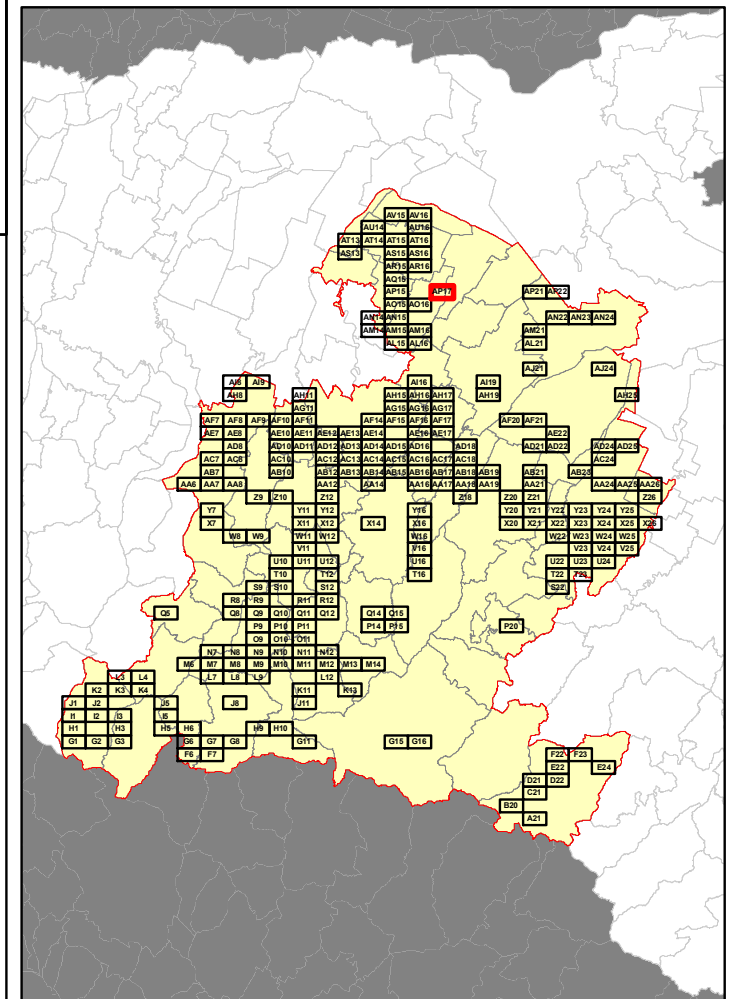 AV15 AV16
AU14 AU16
AT13 AT14 AT15 AT16
AS13 AS15 AS16
AR15 AR16
AQ15
AP15 AP17 AP21 AP22
AO15 AO16
AN14 AN15 AN22 AN23 AN24
AM14 AM15 AM16 AM21
AL15 AL16 AL21
AJ21 AJ24
AI8 AI9 AI16 AI19
AH8 AH11 AH15 AH16 AH17 AH19 AH25
AG11 AG15 AG16 AG17
AF7 AF8 AF9 AF10 AF11 AF14 AF15 AF16 AF17 AF20 AF21
AE7 AE8 AE10 AE11 AE12 AE13 AE14 AE16 AE17 AE22
AD8 AD10 AD11 AD12 AD13 AD14 AD15 AD16 AD18 AD21 AD22 AD24 AD25
AC7 AC8 AC10 AC12 AC13 AC14 AC15 AC16 AC17 AC18 AC24
AB7 AB10 AB12 AB13 AB14 AB15 AB16 AB17 AB18 AB19 AB21 AB23
AA6 AA7 AA8 AA12 AA14 AA16 AA17 AA18 AA19 AA21 AA24 AA25 AA26
Z9 Z10 Z12 Z18 Z20 Z21 Z26
Y7 Y11 Y12 Y16 Y20 Y21 Y22 Y23 Y24 Y25
X7 X11 X12 X14 X16 X20 X21 X22 X23 X24 X25 X26
W8 W9 W11 W12 W16 W22 W23 W24 W25
V11 V16 V23 V24 V25
U10 U11 U12 U16 U22 U23 U24
T10 T12 T16 T22 T23
S9 S10 S12 S22
R8 R9 R11 R12
Q5 Q8 Q9 Q10 Q11 Q12 Q14 Q15
P9 P10 P11 P14 P15 P20
O9 O10 O11
N7 N8 N9 N10 N11 N12
M6 M7 M8 M9 M10 M11 M12 M13 M14
L3 L4 L7 L8 L9 L12
K2 K3 K4 K11 K13
J1 J2 J5 J8 J11
I1 I2 I3 I5
H1 H3 H5 H6 H9 H10
G1 G2 G3 G6 G7 G8 G11 G15 G16
F6 F7 F22 F23
E22 E24
D21 D22
C21
B20
A21